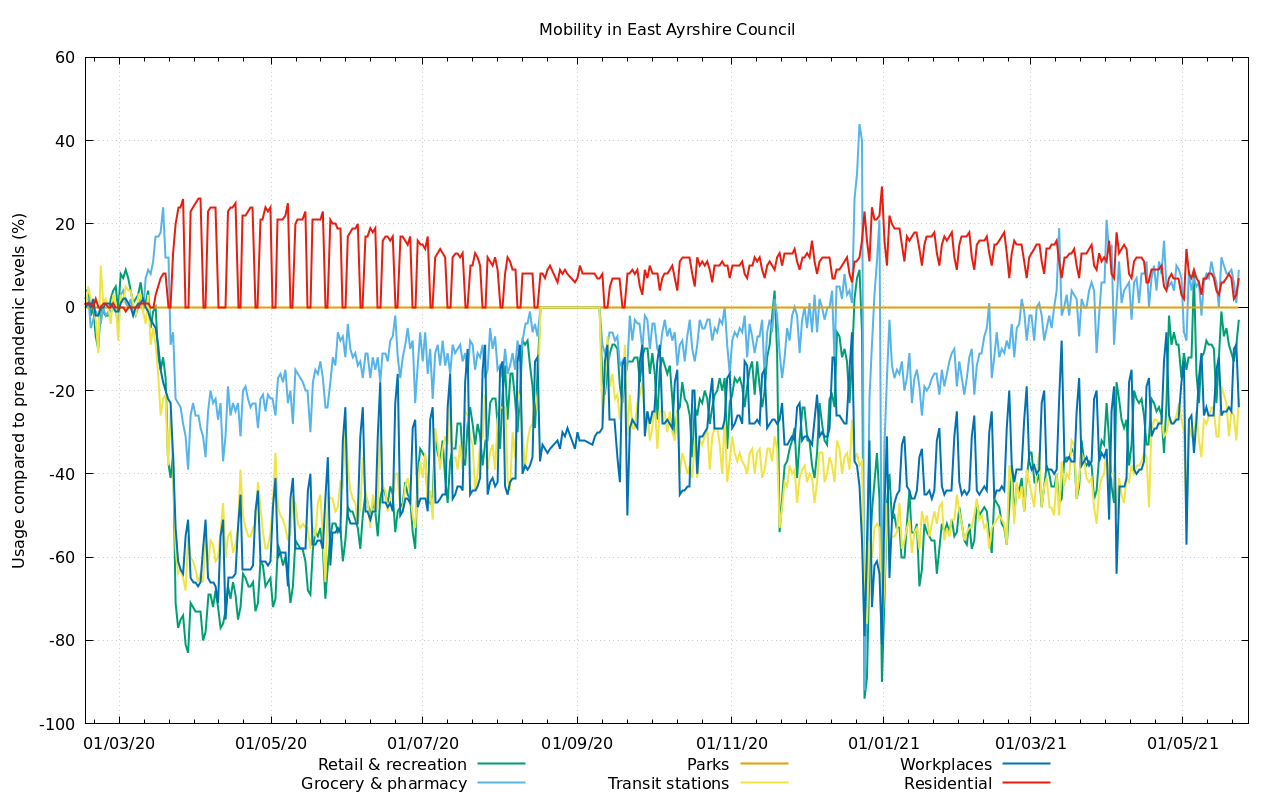 Mobility in East Ayrshire Council
Usage compared to pre pandemic levels (%)
60
40
20
0
-20
-40
-60
-80
-100
01/03/20 01/05/20 01/07/20 01/09/20 01/11/20 01/01/21 01/03/21 01/05/21
Retail & recreation Parks Workplaces
Grocery & pharmacy Transit stations Residential